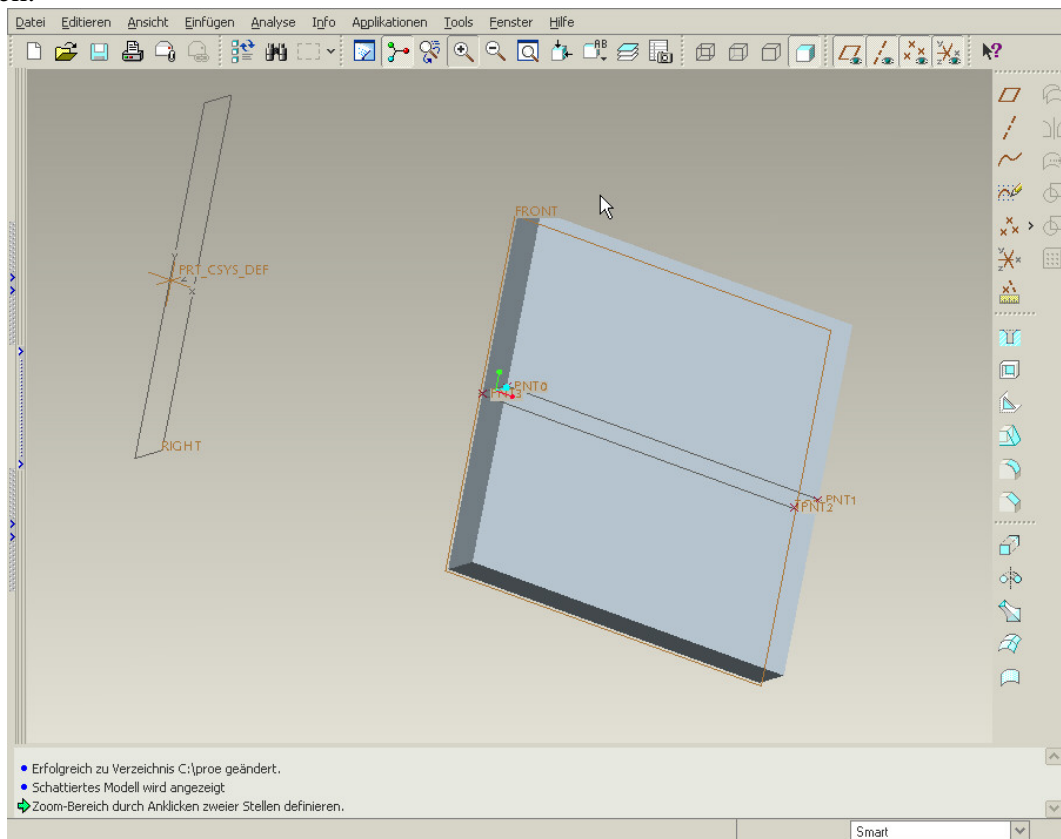 Datei Editieren Ansicht Einfügen Analyse Info Applikationen Tools Fenster Hilfe
FRONT
PRT_CSYS_DEF
Y
Z
X
PNT0
PNT3
RIGHT
PNT1
PNT2
Erfolgreich zu Verzeichnis C:\proe geändert.
Schattiertes Modell wird angezeigt
Zoom-Bereich durch Anklicken zweier Stellen definieren.
Smart